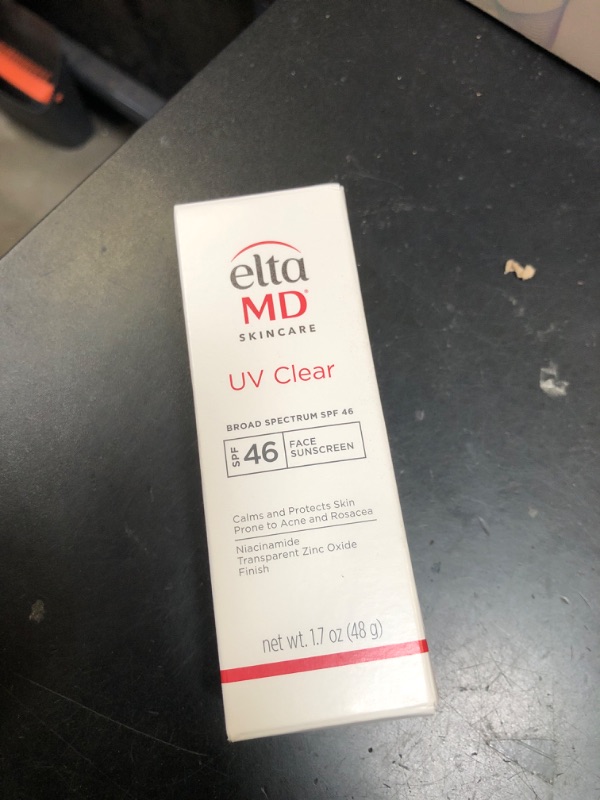 elta
MD®
SKINCARE
UV Clear
BROAD SPECTRUM SPF 46
SPF 46 FACE
SUNSCREEN
Calms and Protects Skin
Prone to Acne and Rosacea
Niacinamide
Transparent Zinc Oxide
Finish
net wt. 1.7 oz (48 g)